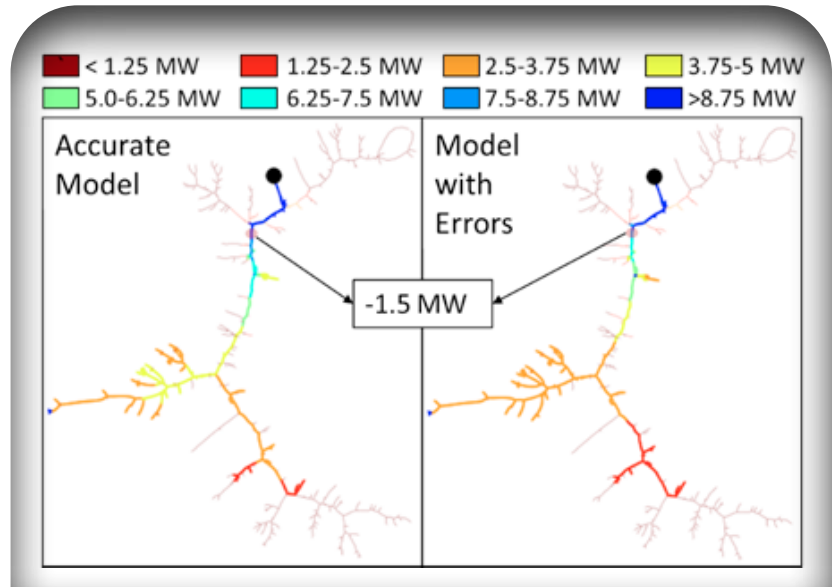 < 1.25 MW 1.25-2.5 MW 2.5-3.75 MW 3.75-5 MW
5.0-6.25 MW 6.25-7.5 MW 7.5-8.75 MW >8.75 MW
Accurate
Model
Model
with
Errors
-1.5 MW